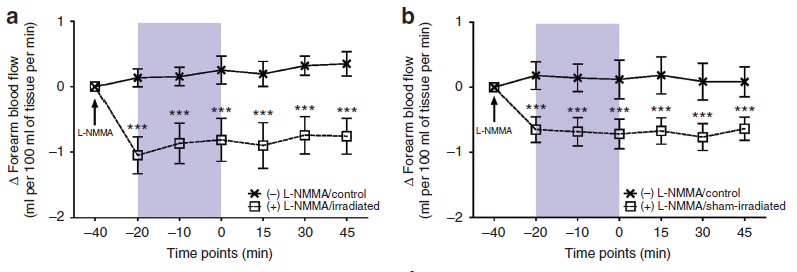 a
Δ Forearm blood flow
(ml per 100 ml of tissue per min)
1
0
–1
–2
L-NMMA
*** *** *** *** *** ***
(–) L-NMMA/control
(+) L-NMMA/irradiated
–40 –20 –10 0 15 30 45
Time points (min)
b
Δ Forearm blood flow
(ml per 100 ml of tissue per min)
1
0
–1
–2
L-NMMA
*** *** *** *** *** ***
(–) L-NMMA/control
(+) L-NMMA/sham-irradiated
–40 –20 –10 0 15 30 45
Time points (min)